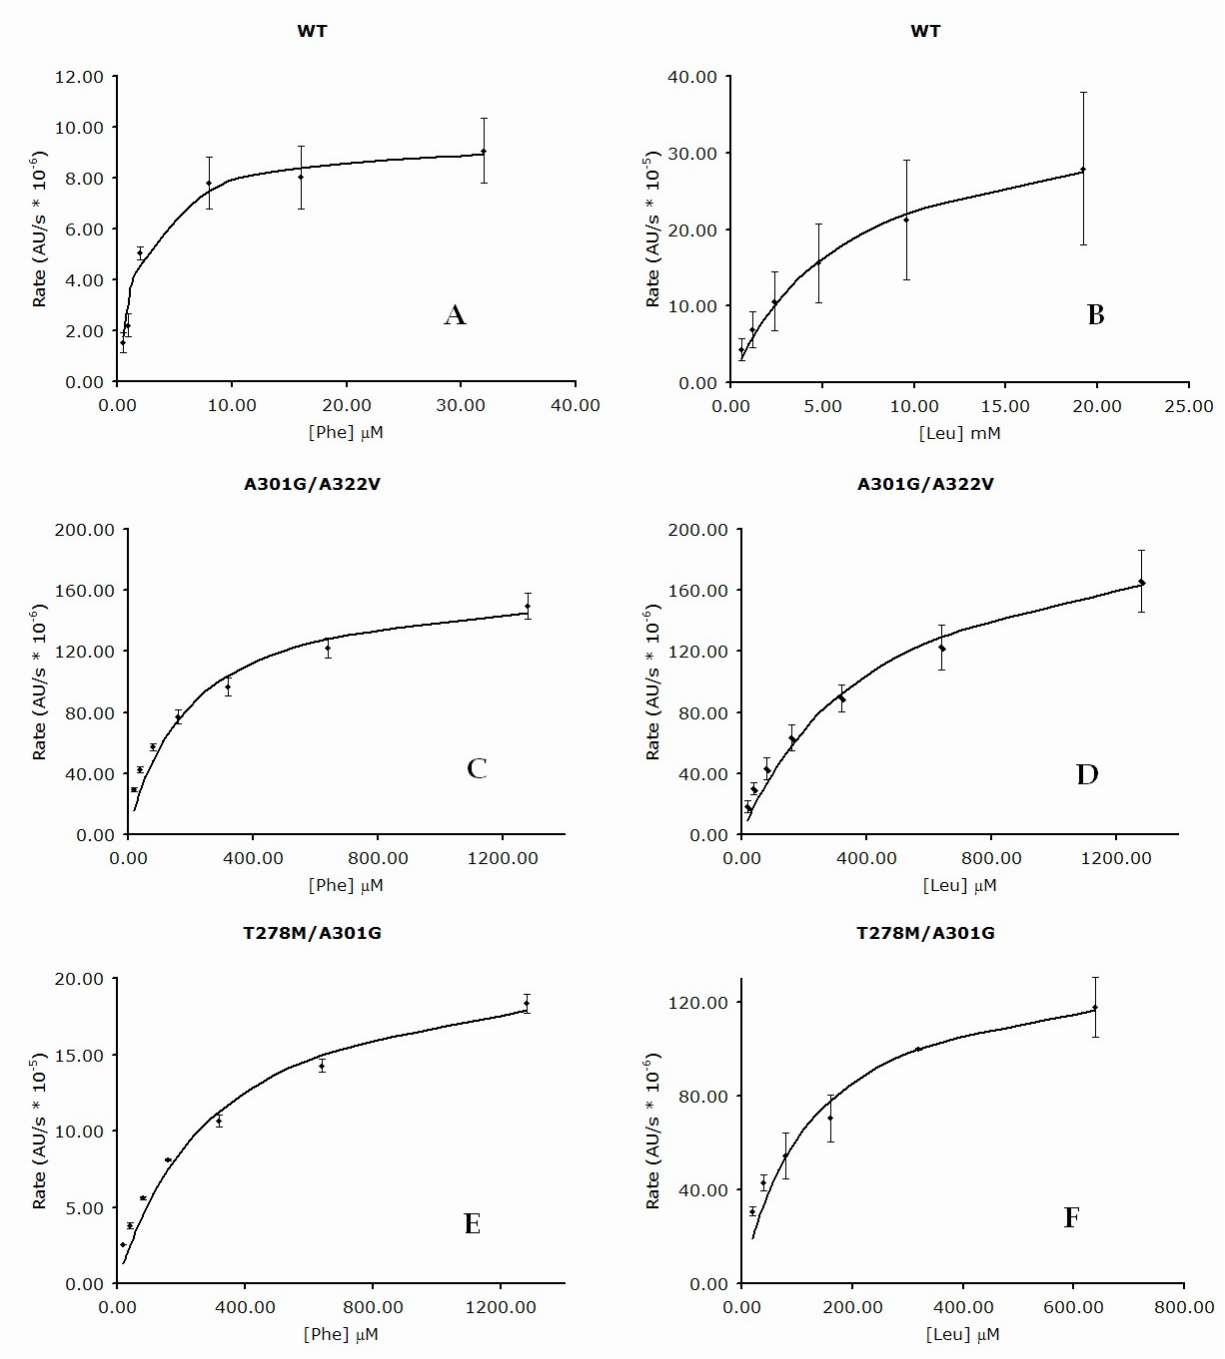 WT
12.00
10.00
8.00
6.00
4.00
2.00
0.00
Rate (AU/s * 10-6)
0.00 10.00 20.00 30.00 40.00
[Phe] μM
A
WT
40.00
30.00
20.00
10.00
0.00
Rate (AU/s * 10-5)
0.00 5.00 10.00 15.00 20.00 25.00
[Leu] mM
B
A301G/A322V
200.00
160.00
120.00
80.00
40.00
0.00
Rate (AU/s * 10-6)
0.00 400.00 800.00 1200.00
[Phe] μM
C
A301G/A322V
200.00
160.00
120.00
80.00
40.00
0.00
Rate (AU/s * 10-6)
0.00 400.00 800.00 1200.00
[Leu] μM
D
T278M/A301G
20.00
15.00
10.00
5.00
0.00
Rate (AU/s * 10-5)
0.00 400.00 800.00 1200.00
[Phe] μM
E
T278M/A301G
120.00
80.00
40.00
0.00
Rate (AU/s * 10-6)
0.00 200.00 400.00 600.00 800.00
[Leu] μM
F